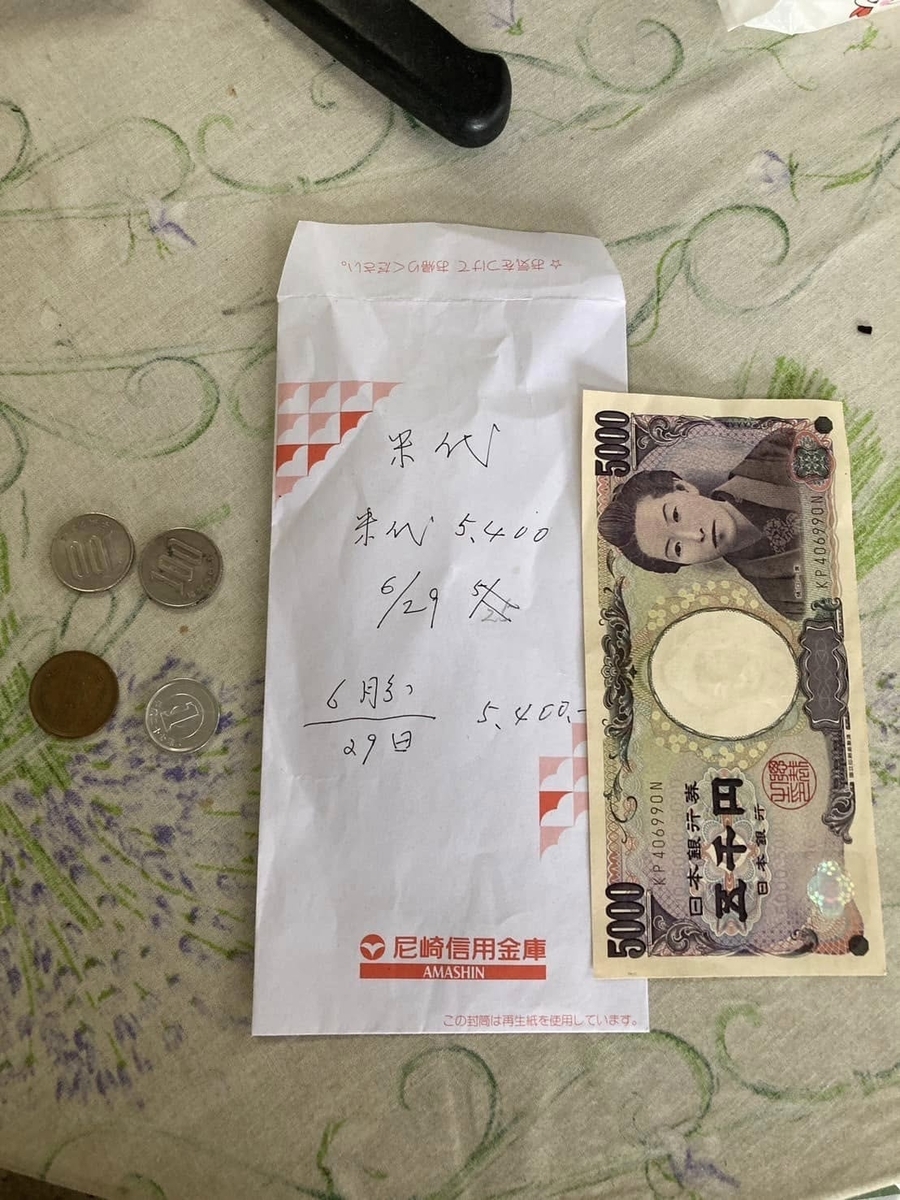 ☆お気をつけて、お帰りください。
米代
米代 5,400
6/29
6月分 5,400.-
29日
尼崎信用金庫
AMASHIN
この封筒は再生紙を使用しています。
5000
KP406990N
日本銀行券
五千円
日本銀行
KP406990N
5000
100
100
1